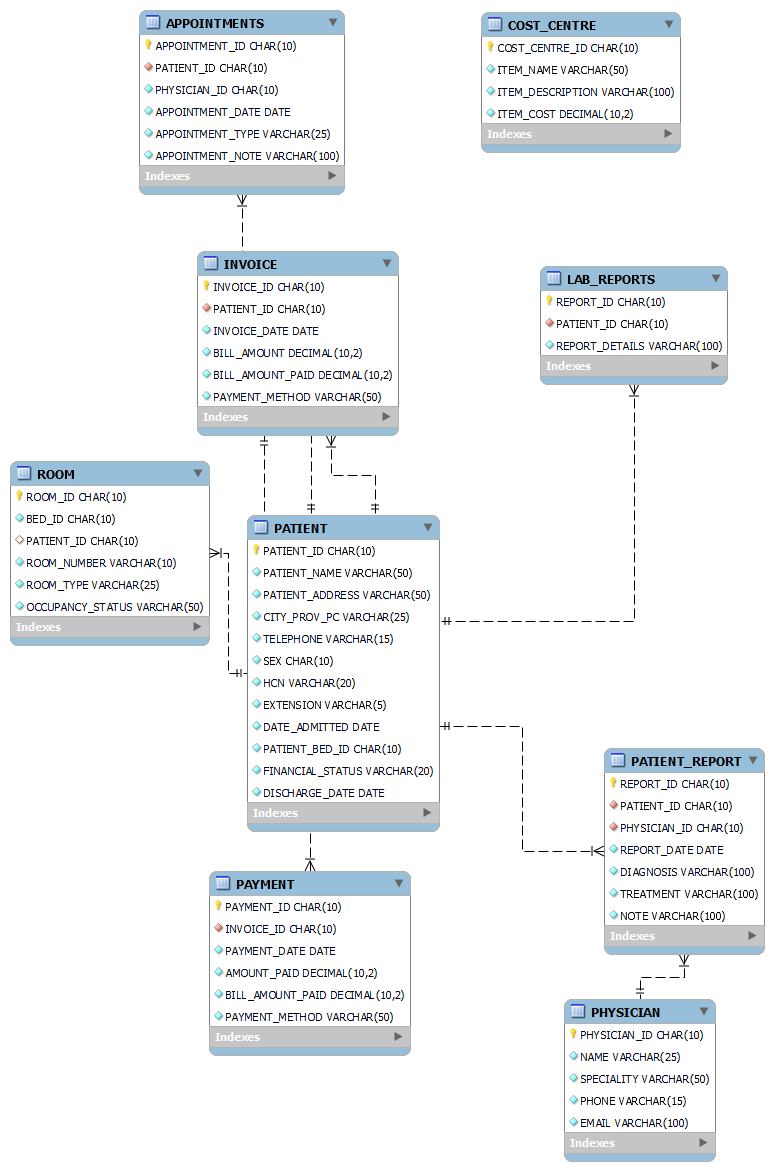 APPOINTMENTS
APPOINTMENT_ID CHAR(10)
PATIENT_ID CHAR(10)
PHYSICIAN_ID CHAR(10)
APPOINTMENT_DATE DATE
APPOINTMENT_TYPE VARCHAR(25)
APPOINTMENT_NOTE VARCHAR(100)
Indexes
COST_CENTRE
COST_CENTRE_ID CHAR(10)
ITEM_NAME VARCHAR(50)
ITEM_DESCRIPTION VARCHAR(100)
ITEM_COST DECIMAL(10,2)
Indexes
INVOICE
INVOICE_ID CHAR(10)
PATIENT_ID CHAR(10)
INVOICE_DATE DATE
BILL_AMOUNT DECIMAL(10,2)
BILL_AMOUNT_PAID DECIMAL(10,2)
PAYMENT_METHOD VARCHAR(50)
Indexes
LAB_REPORTS
REPORT_ID CHAR(10)
PATIENT_ID CHAR(10)
REPORT_DETAILS VARCHAR(100)
Indexes
ROOM
ROOM_ID CHAR(10)
BED_ID CHAR(10)
PATIENT_ID CHAR(10)
ROOM_NUMBER VARCHAR(10)
ROOM_TYPE VARCHAR(25)
OCCUPANCY_STATUS VARCHAR(50)
Indexes
PATIENT
PATIENT_ID CHAR(10)
PATIENT_NAME VARCHAR(50)
PATIENT_ADDRESS VARCHAR(50)
CITY_PROV_PC VARCHAR(25)
TELEPHONE VARCHAR(15)
SEX CHAR(10)
HCN VARCHAR(20)
EXTENSION VARCHAR(5)
DATE_ADMITTED DATE
PATIENT_BED_ID CHAR(10)
FINANCIAL_STATUS VARCHAR(20)
DISCHARGE_DATE DATE
Indexes
PATIENT_REPORT
REPORT_ID CHAR(10)
PATIENT_ID CHAR(10)
PHYSICIAN_ID CHAR(10)
REPORT_DATE DATE
DIAGNOSIS VARCHAR(100)
TREATMENT VARCHAR(100)
NOTE VARCHAR(100)
Indexes
PAYMENT
PAYMENT_ID CHAR(10)
INVOICE_ID CHAR(10)
PAYMENT_DATE DATE
AMOUNT_PAID DECIMAL(10,2)
BILL_AMOUNT_PAID DECIMAL(10,2)
PAYMENT_METHOD VARCHAR(50)
Indexes
PHYSICIAN
PHYSICIAN_ID CHAR(10)
NAME VARCHAR(25)
SPECIALITY VARCHAR(50)
PHONE VARCHAR(15)
EMAIL VARCHAR(100)
Indexes